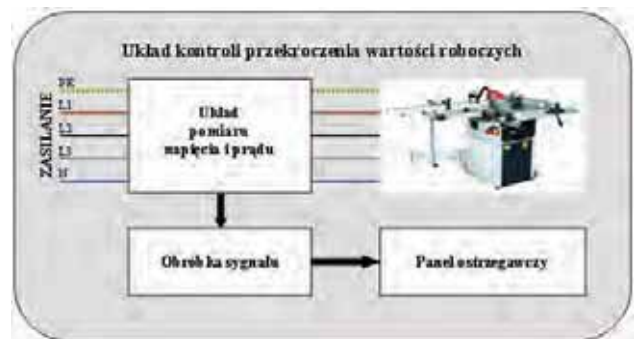 Układ kontroli przekroczenia wartości roboczych
ZASILANIE
PE
L1
L2
L3
N
Układ
pomiaru
napięcia i prądu
Obróbka sygnału
Panel ostrzegawczy